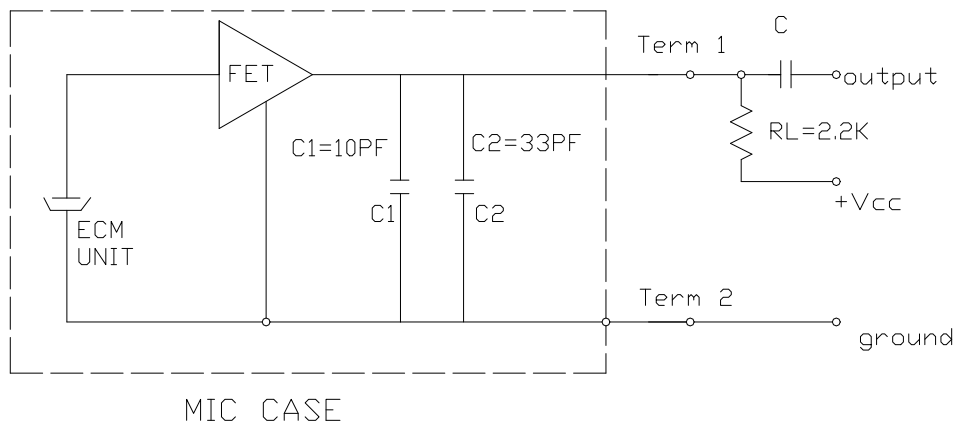 C
Term 1
FET
output
RL=2.2K
C1=10PF
C2=33PF
+Vcc
C1
C2
ECM
UNIT
Term 2
ground
MIC CASE